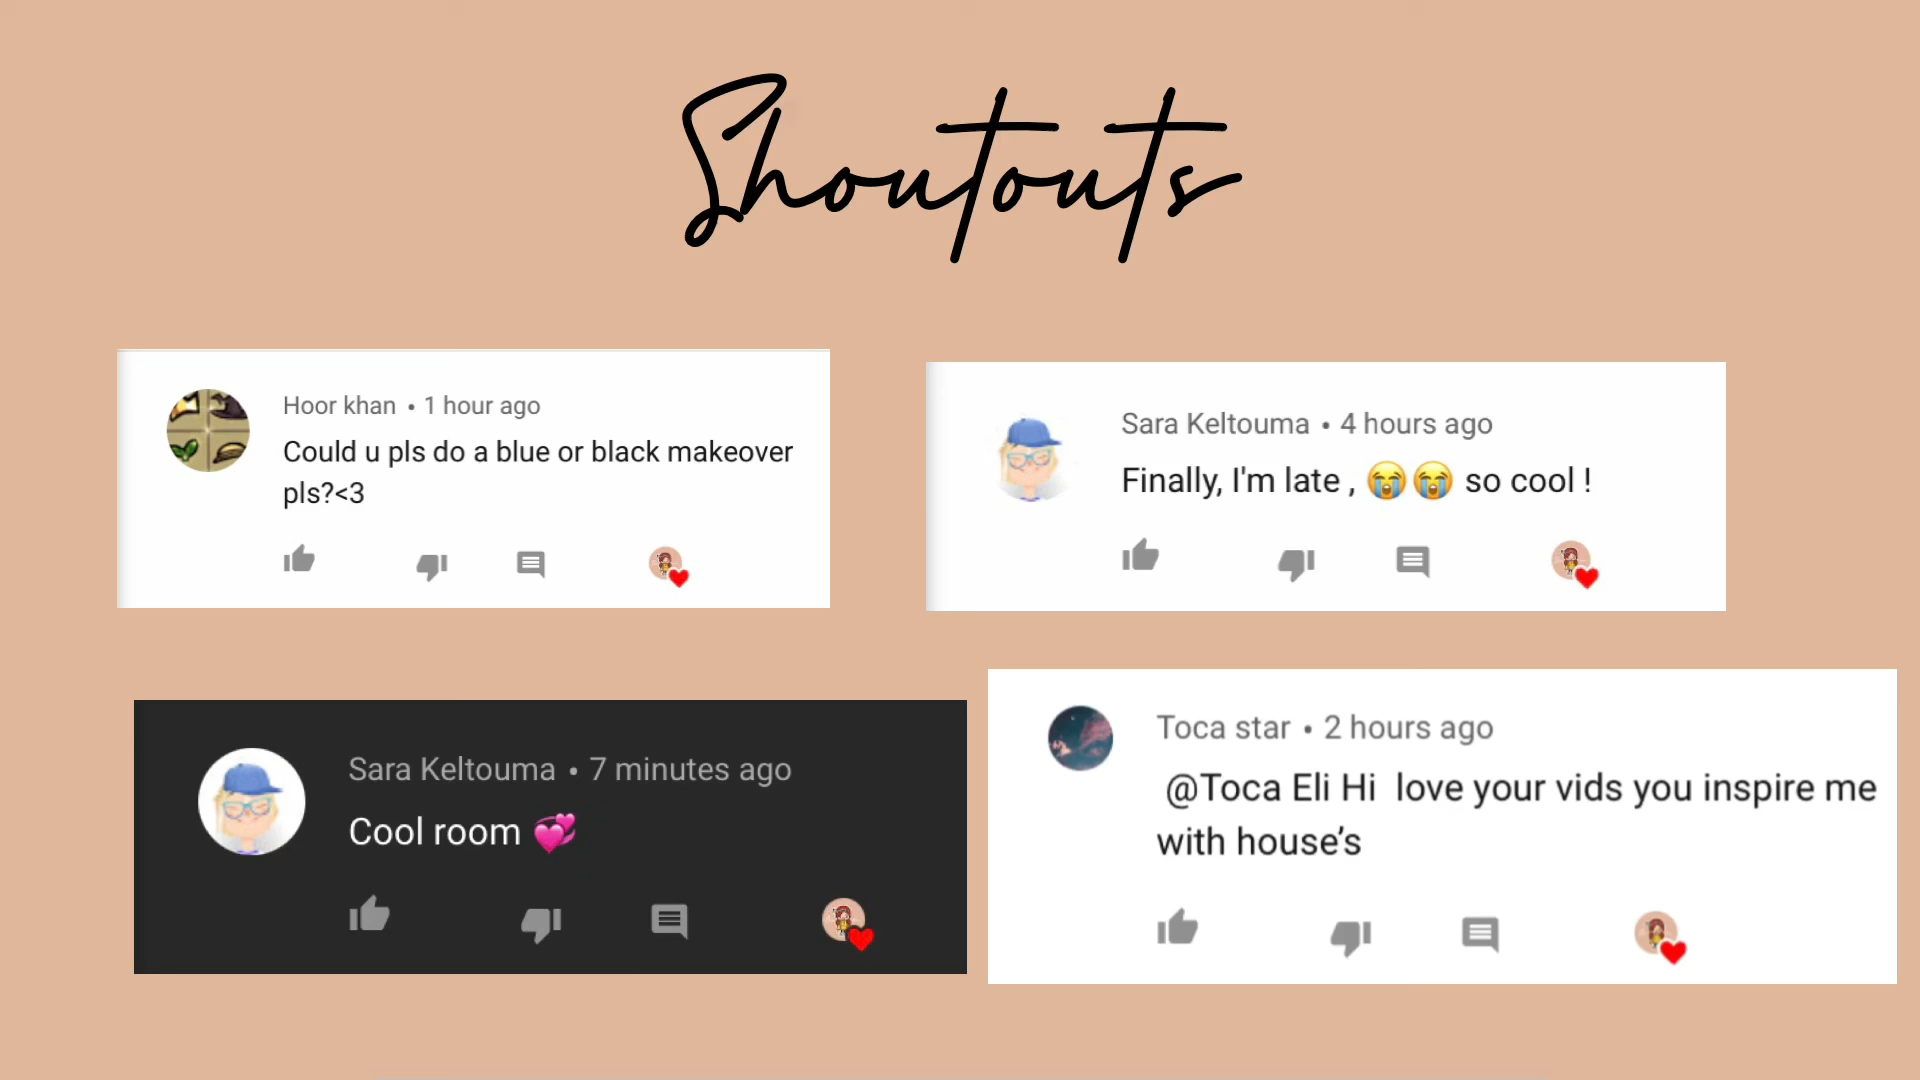 Shoutouts
Hoor khan • 1 hour ago
Could u pls do a blue or black makeover
pls?<3
Sara Keltouma • 4 hours ago
Finally, I'm late , 😭😭 so cool !
Sara Keltouma • 7 minutes ago
Cool room 💞
Toca star • 2 hours ago
@Toca Eli Hi  love your vids you inspire me
with house’s